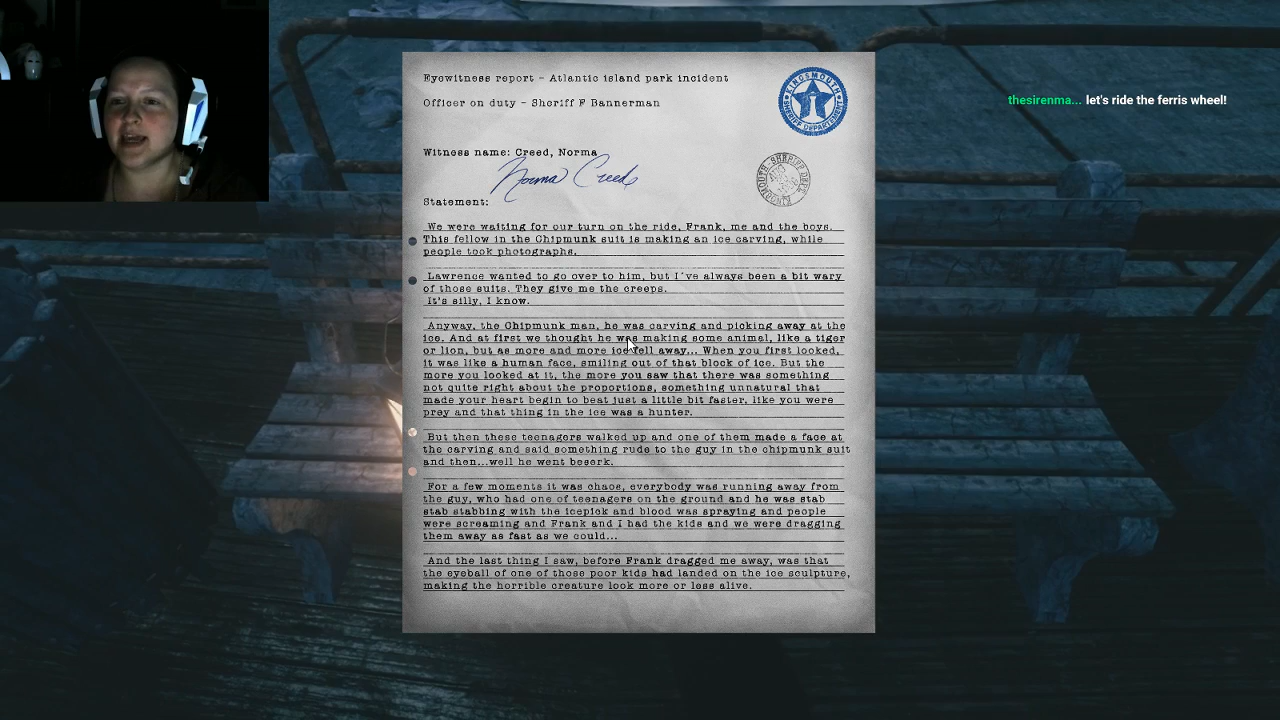 Eyewitness report - Atlantic island park incident
Officer on duty - Sheriff F Bannerman
KINGSMOUTH
SHERIFF DEPARTMENT
thesirenma... let's ride the ferris wheel!
Witness name: Creed, Norma
Norma Creed
Statement:
We were waiting for our turn on the ride, Frank, me and the boys.
This fellow in the Chipmunk suit is making an ice carving, while
people took photographs.
Lawrence wanted to go over to him, but I've always been a bit wary
of those suits. They give me the creeps.
It's silly, I know.
Anyway, the Chipmunk man, he was carving and picking away at the
ice. And at first we thought he was making some animal, like a tiger
or lion, but as more and more ice fell away... When you first looked,
it was like a human face, smiling out of that block of ice. But the
more you looked at it, the more you saw that there was something
not quite right about the proportions, something unnatural that
made your heart begin to beat just a little bit faster, like you were
prey and that thing in the ice was a hunter.
But then these teenagers walked up and one of them made a face at
the carving and said something rude to the guy in the chipmunk suit
and then...well he went beserk.
For a few moments it was chaos, everybody was running away from
the guy, who had one of teenagers on the ground and he was stab
stab stabbing with the icepick and blood was spraying and people
were screaming and Frank and I had the kids and we were dragging
them away as fast as we could...
And the last thing I saw, before Frank dragged me away, was that
the eyeball of one of those poor kids had landed on the ice sculpture,
making the horrible creature look more or less alive.